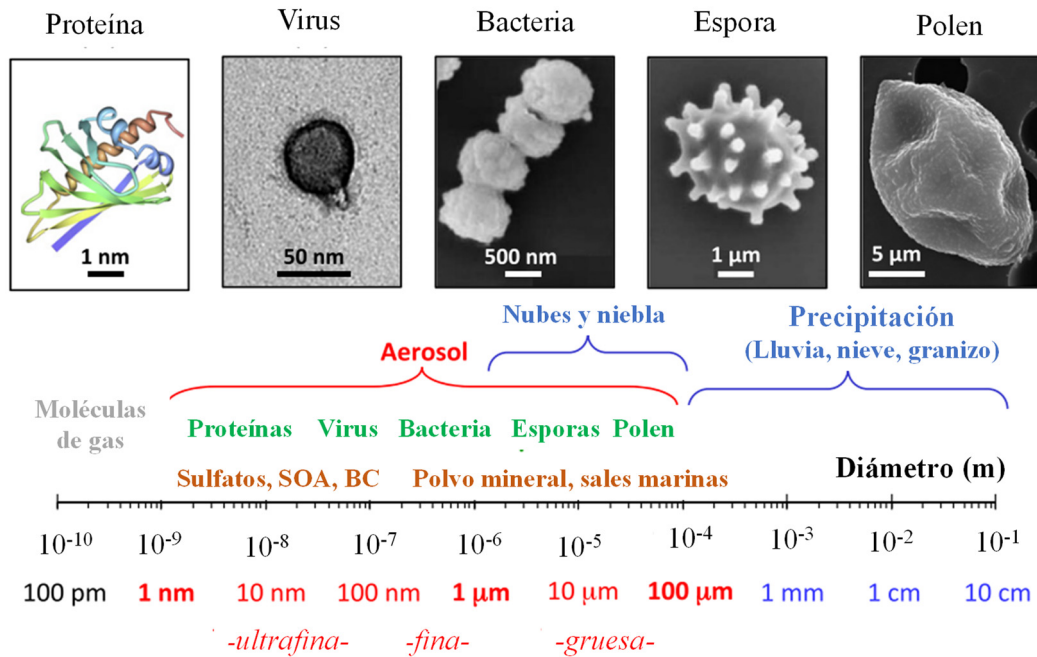 Proteína Virus Bacteria Espora Polen
1 nm 50 nm 500 nm 1 µm 5 µm
Nubes y niebla
Precipitación
(Lluvia, nieve, granizo)
Aerosol
Moléculas
de gas
Proteínas Virus Bacteria Esporas Polen
Sulfatos, SOA, BC Polvo mineral, sales marinas
Diámetro (m)
10⁻¹⁰ 10⁻⁹ 10⁻⁸ 10⁻⁷ 10⁻⁶ 10⁻⁵ 10⁻⁴ 10⁻³ 10⁻² 10⁻¹
100 pm 1 nm 10 nm 100 nm 1 µm 10 µm 100 µm 1 mm 1 cm 10 cm
-ultrafina- -fina- -gruesa-